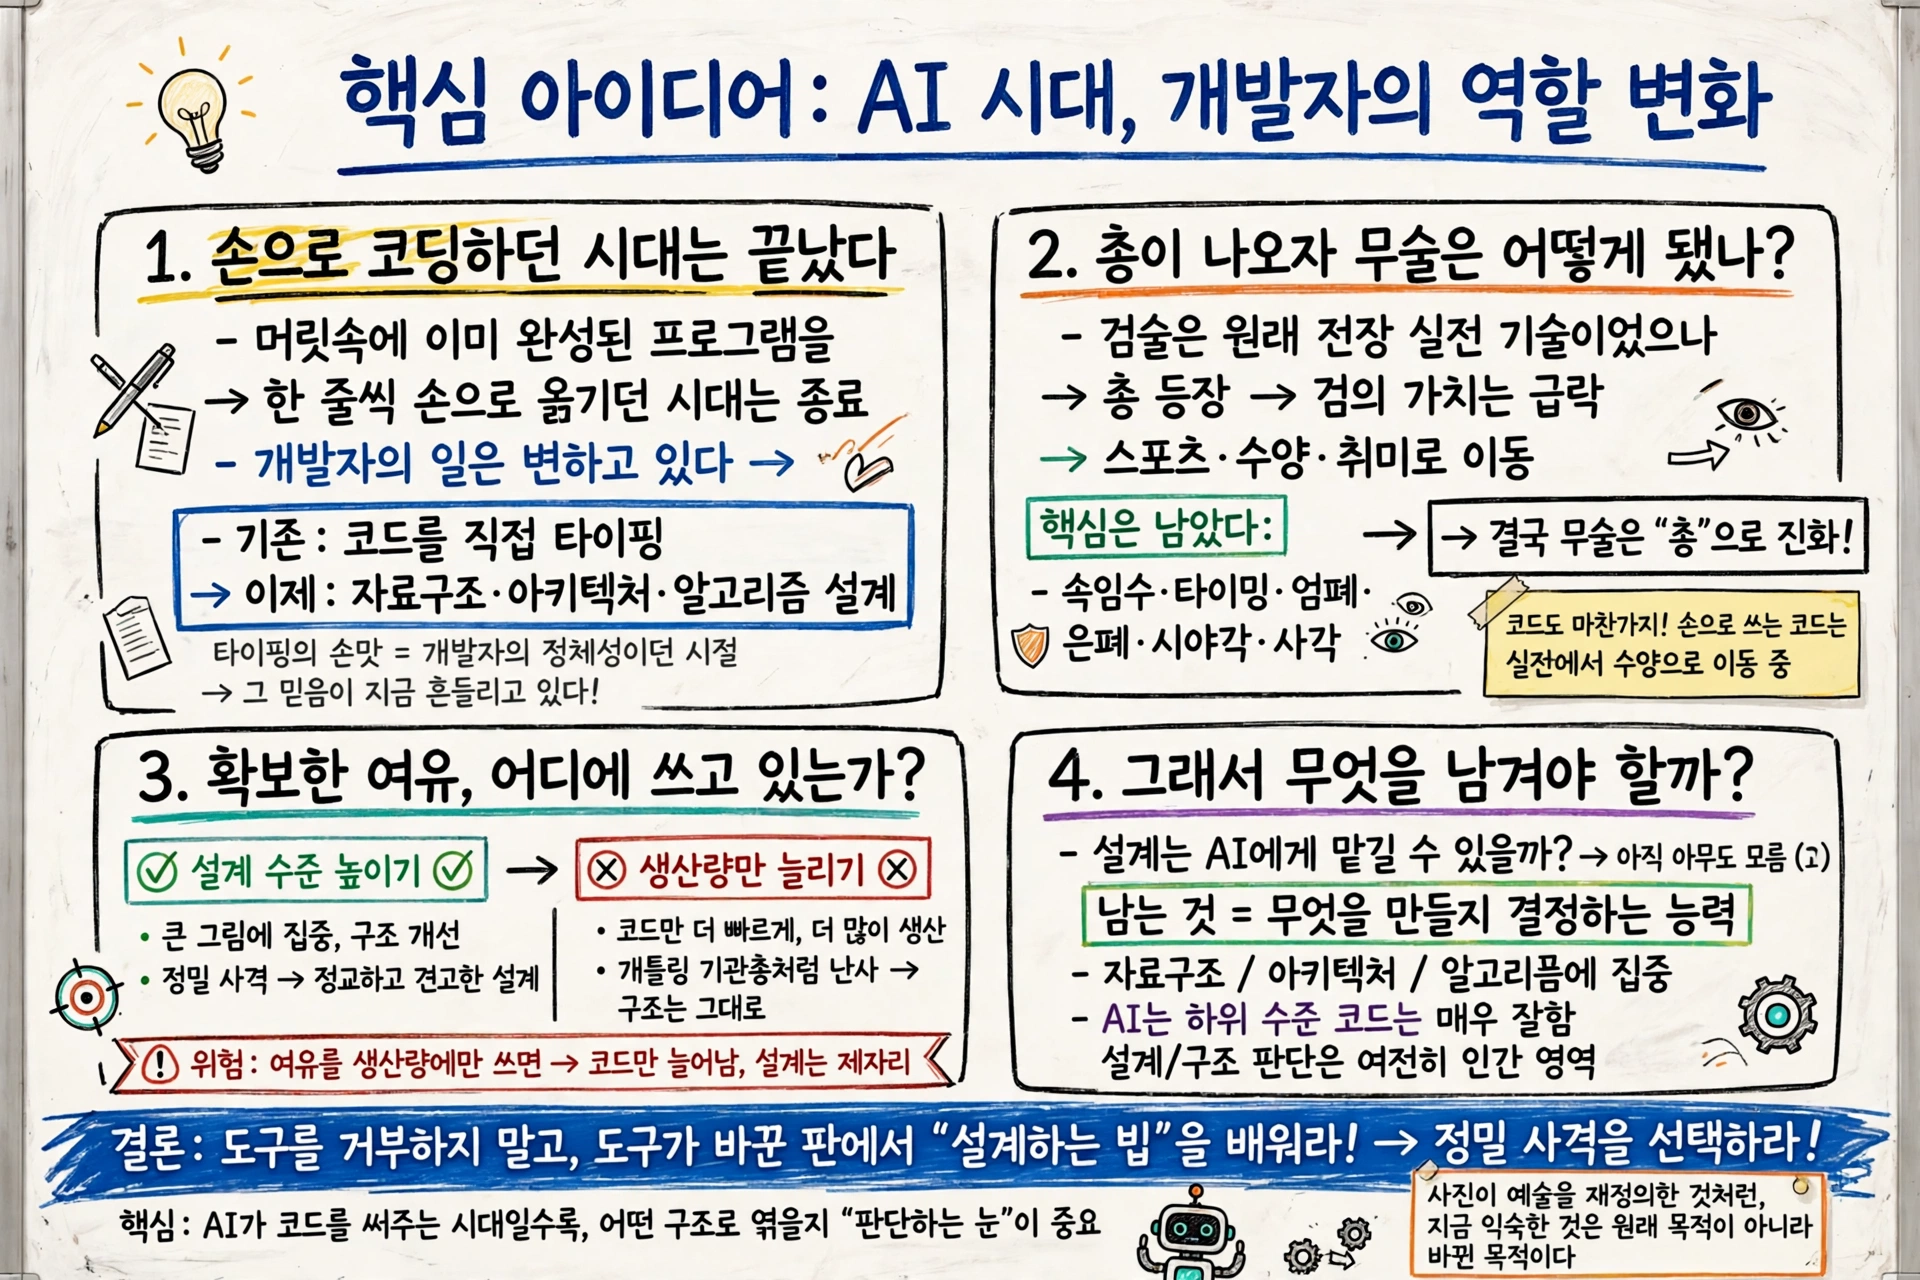 핵심 아이디어: AI 시대, 개발자의 역할 변화
1. 손으로 코딩하던 시대는 끝났다
- 머릿속에 이미 완성된 프로그램을
→ 한 줄씩 손으로 옮기던 시대는 종료
- 개발자의 일은 변하고 있다 →
- 기존: 코드를 직접 타이핑
→ 이제: 자료구조·아키텍처·알고리즘 설계
타이핑의 손맛 = 개발자의 정체성이던 시절
→ 그 믿음이 지금 흔들리고 있다!
2. 총이 나오자 무술은 어떻게 됐나?
- 검술은 원래 전장 실전 기술이었으나
→ 총 등장 → 검의 가치는 급락
→ 스포츠·수양·취미로 이동
핵심은 남았다:
→ → 결국 무술은 “총”으로 진화!
- 속임수·타이밍·엄폐·
은폐·시야각·사각
코드도 마찬가지! 손으로 쓰는 코드는
실전에서 수양으로 이동 중
3. 확보한 여유, 어디에 쓰고 있는가?
설계 수준 높이기 → 생산량만 늘리기
• 큰 그림에 집중, 구조 개선
• 정밀 사격 → 정교하고 견고한 설계
• 코드만 더 빠르게, 더 많이 생산
• 개틀링 기관총처럼 난사 →
구조는 그대로
! 위험: 여유를 생산량에만 쓰면 → 코드만 늘어남, 설계는 제자리
4. 그래서 무엇을 남겨야 할까?
- 설계는 AI에게 맡길 수 있을까? → 아직 아무도 모름 (고)
남는 것 = 무엇을 만들지 결정하는 능력
- 자료구조 / 아키텍처 / 알고리픔에 집중
- AI는 하위 수준 코드는 매우 잘함
설계/구조 판단은 여전히 인간 영역
결론: 도구를 거부하지 말고, 도구가 바꾼 판에서 “설계하는 빕”을 배워라! → 정밀 사격을 선택하라!
핵심: AI가 코드를 써주는 시대일수록, 어떤 구조로 엮을지 “판단하는 눈”이 중요
사진이 예술을 재정의한 것처런,
지금 익숙한 것은 원래 목적이 아니라
바뀐 목적이다